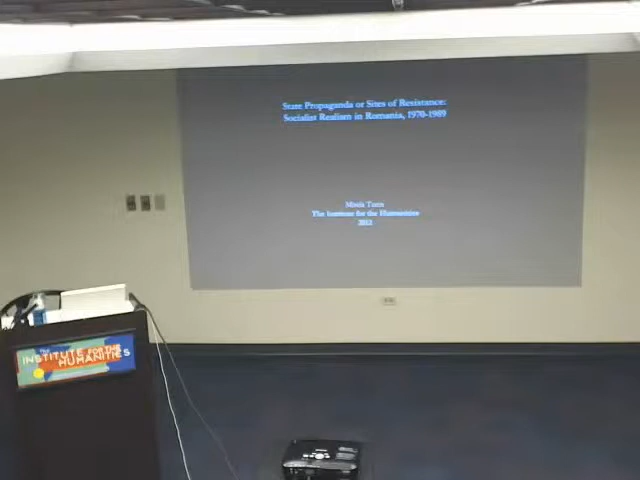 State Propaganda or Sites of Resistance:
Socialist Realism in Romania, 1970-1989
The Institute for the Humanities
INSTITUTE FOR THE
HUMANITIES